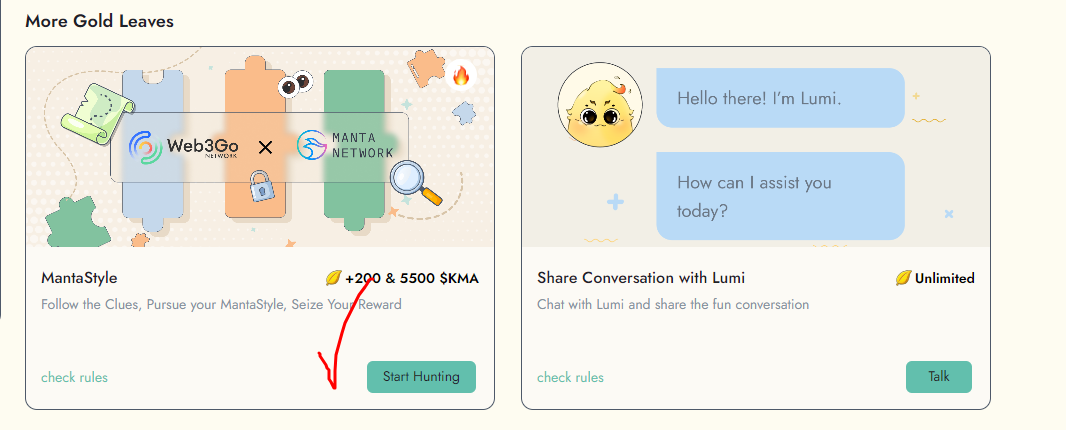 More Gold Leaves
Web3Go
NETWORK
MANTA
NETWORK
MantaStyle
+200 & 5500 $KMA
Follow the Clues, Pursue your MantaStyle, Seize Your Reward
check rules
Start Hunting
Hello there! I'm Lumi.
How can I assist you
today?
Share Conversation with Lumi
Unlimited
Chat with Lumi and share the fun conversation
check rules
Talk